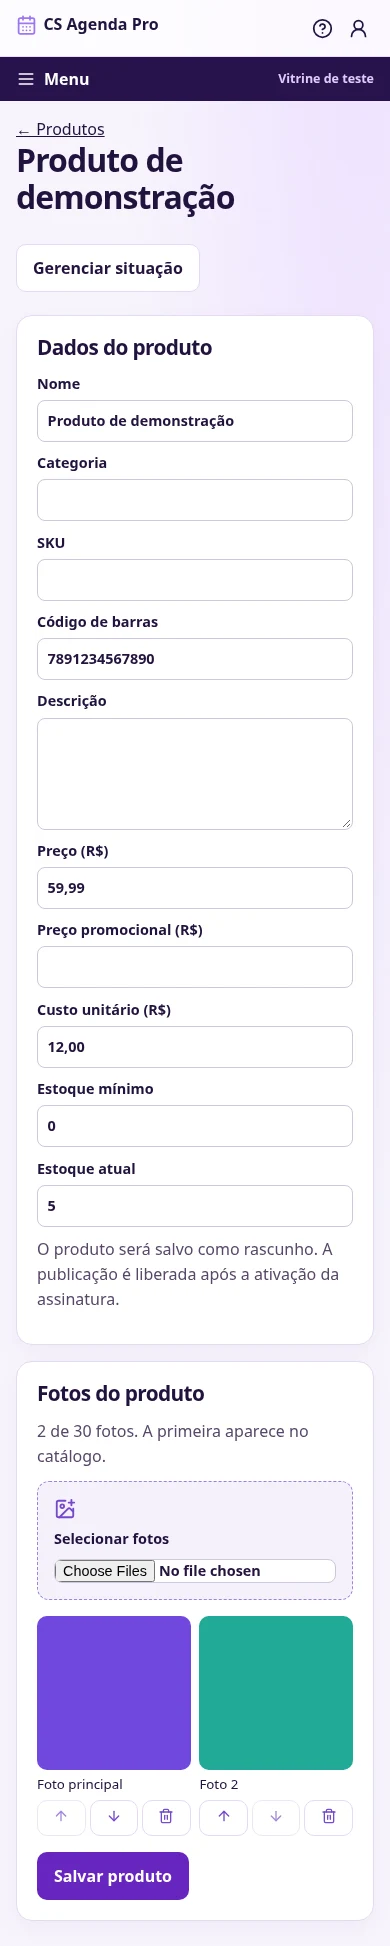 CS Agenda Pro
Menu
Vitrine de teste
← Produtos
Produto de
demonstração
Gerenciar situação
Dados do produto
Nome
Produto de demonstração
Categoria
SKU
Código de barras
7891234567890
Descrição
Preço (R$)
59,99
Preço promocional (R$)
Custo unitário (R$)
12,00
Estoque mínimo
0
Estoque atual
5
O produto será salvo como rascunho. A
publicação é liberada após a ativação da
assinatura.
Fotos do produto
2 de 30 fotos. A primeira aparece no
catálogo.
Selecionar fotos
Choose Files No file chosen
Foto principal
Foto 2
Salvar produto